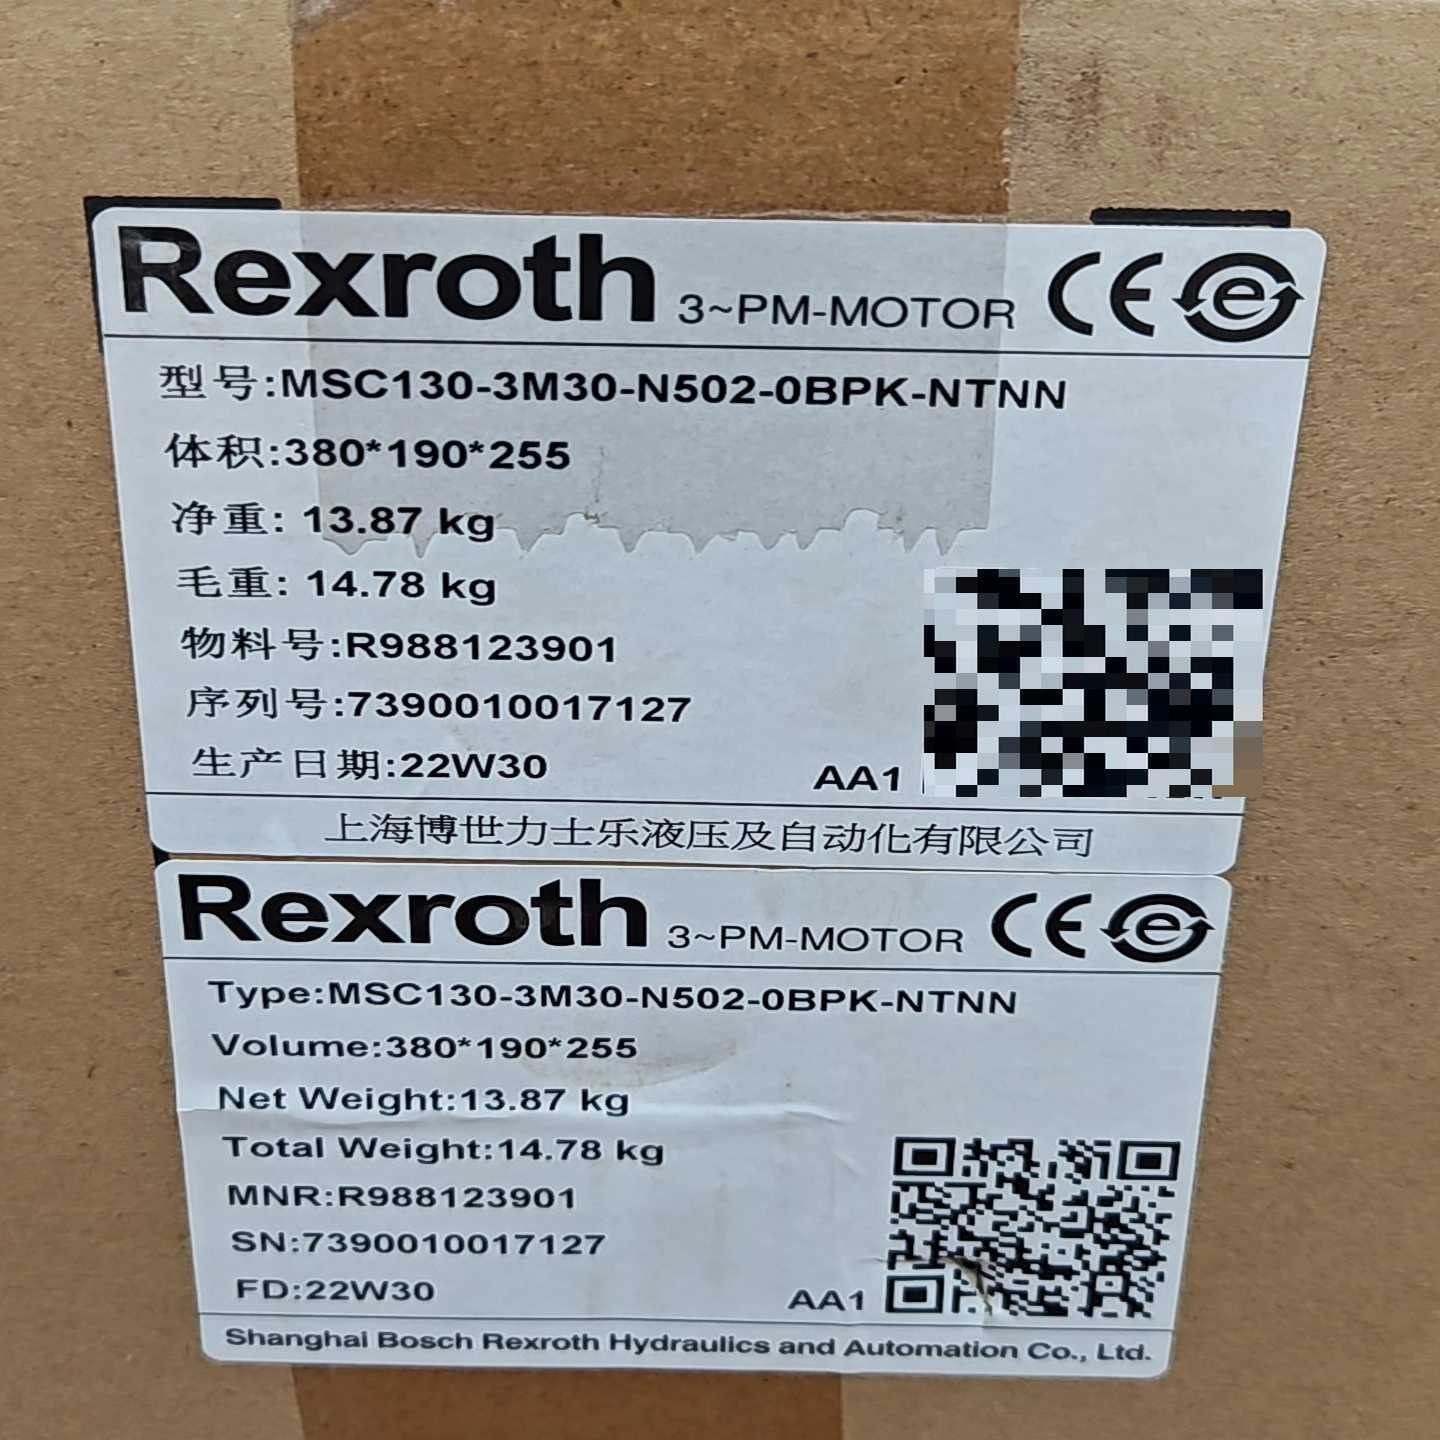 Rexroth 3~PM-MOTOR CE e
型号:MSC130-3M30-N502-0BPK-NTNN
体积:380*190*255
净重: 13.87 kg
毛重: 14.78 kg
物料号:R988123901
序列号:7390010017127
生产日期:22W30
AA1
上海博世力士乐液压及自动化有限公司
Rexroth 3~PM-MOTOR CE e
Type:MSC130-3M30-N502-0BPK-NTNN
Volume:380*190*255
Net Weight:13.87 kg
Total Weight:14.78 kg
MNR:R988123901
SN:7390010017127
FD:22W30
AA1
Shanghai Bosch Rexroth Hydraulics and Automation Co., Ltd.